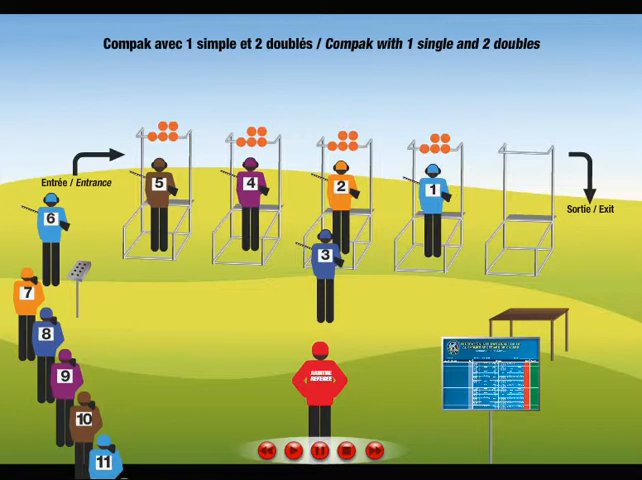 Compak avec 1 simple et 2 doublés / Compak with 1 single and 2 doubles
Entrée / Entrance
Sortie / Exit
5
4
2
1
6
3
7
8
9
10
11
ARBITRE
REFEREE